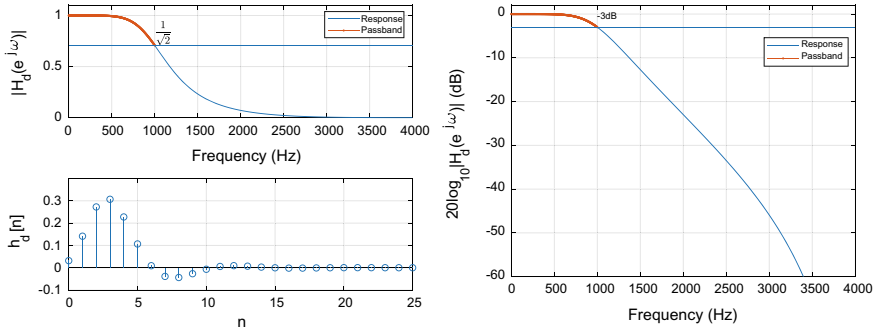 |H_d(e^{jω})|
1
0.5
0
1/√2
Response
Passband
0 500 1000 1500 2000 2500 3000 3500 4000
Frequency (Hz)
h_d [n]
0.3
0.2
0.1
0
-0.1
0 5 10 15 20 25
n
20log_10|H_d(e^{jω})| (dB)
0
-10
-20
-30
-40
-50
-60
-3dB
Response
Passband
0 500 1000 1500 2000 2500 3000 3500 4000
Frequency (Hz)